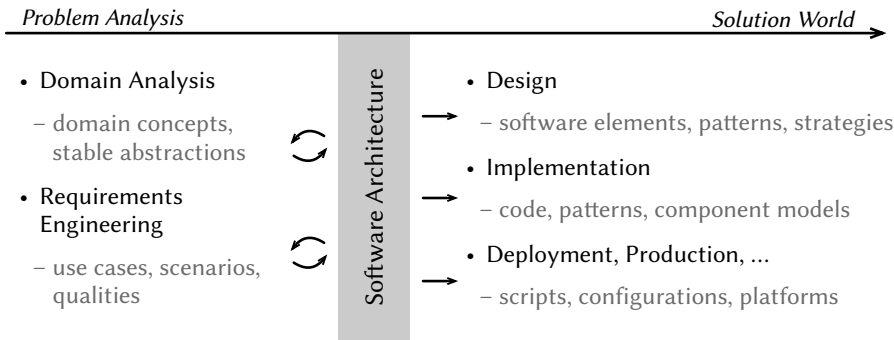 Problem Analysis
Solution World
• Domain Analysis
– domain concepts,
stable abstractions
• Requirements
Engineering
– use cases, scenarios,
qualities
Software Architecture
• Design
– software elements, patterns, strategies
• Implementation
– code, patterns, component models
• Deployment, Production, ...
– scripts, configurations, platforms